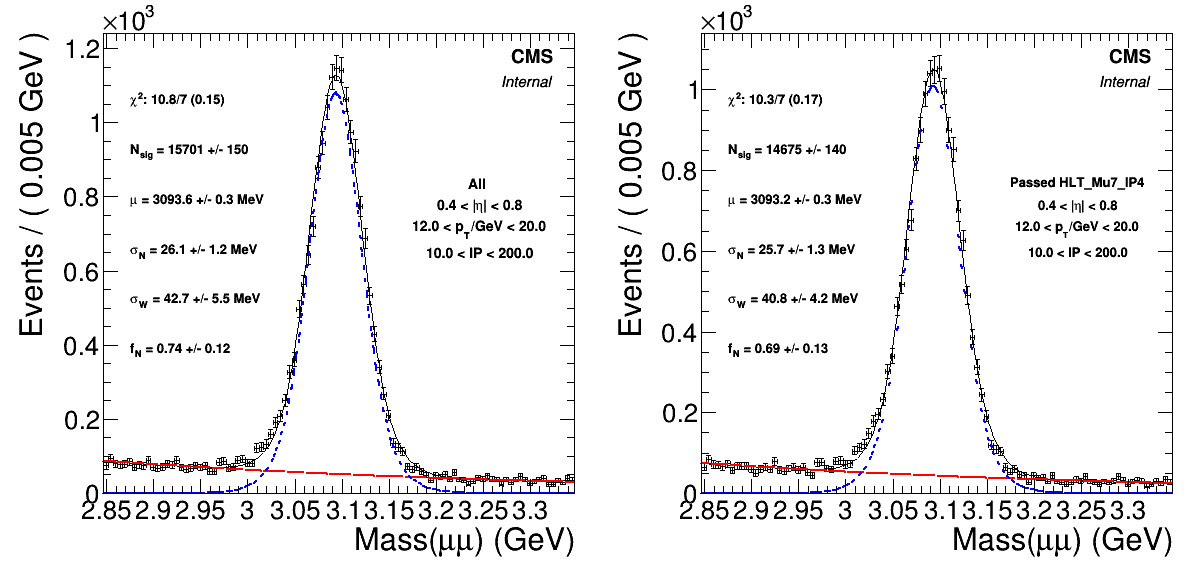 ×10³
Events / ( 0.005 GeV )
1.2
1
0.8
0.6
0.4
0.2
0
CMS
Internal
χ²: 10.8/7 (0.15)
N_sig = 15701 +/- 150
μ = 3093.6 +/- 0.3 MeV
σ_N = 26.1 +/- 1.2 MeV
σ_W = 42.7 +/- 5.5 MeV
f_N = 0.74 +/- 0.12
All
0.4 < |η| < 0.8
12.0 < p_T/GeV < 20.0
10.0 < IP < 200.0
2.85 2.9 2.95 3 3.05 3.1 3.15 3.2 3.25 3.3
Mass(μμ) (GeV)
×10³
Events / ( 0.005 GeV )
1
0.8
0.6
0.4
0.2
0
CMS
Internal
χ²: 10.3/7 (0.17)
N_sig = 14675 +/- 140
μ = 3093.2 +/- 0.3 MeV
σ_N = 25.7 +/- 1.3 MeV
σ_W = 40.8 +/- 4.2 MeV
f_N = 0.69 +/- 0.13
Passed HLT_Mu7_IP4
0.4 < |η| < 0.8
12.0 < p_T/GeV < 20.0
10.0 < IP < 200.0
2.85 2.9 2.95 3 3.05 3.1 3.15 3.2 3.25 3.3
Mass(μμ) (GeV)